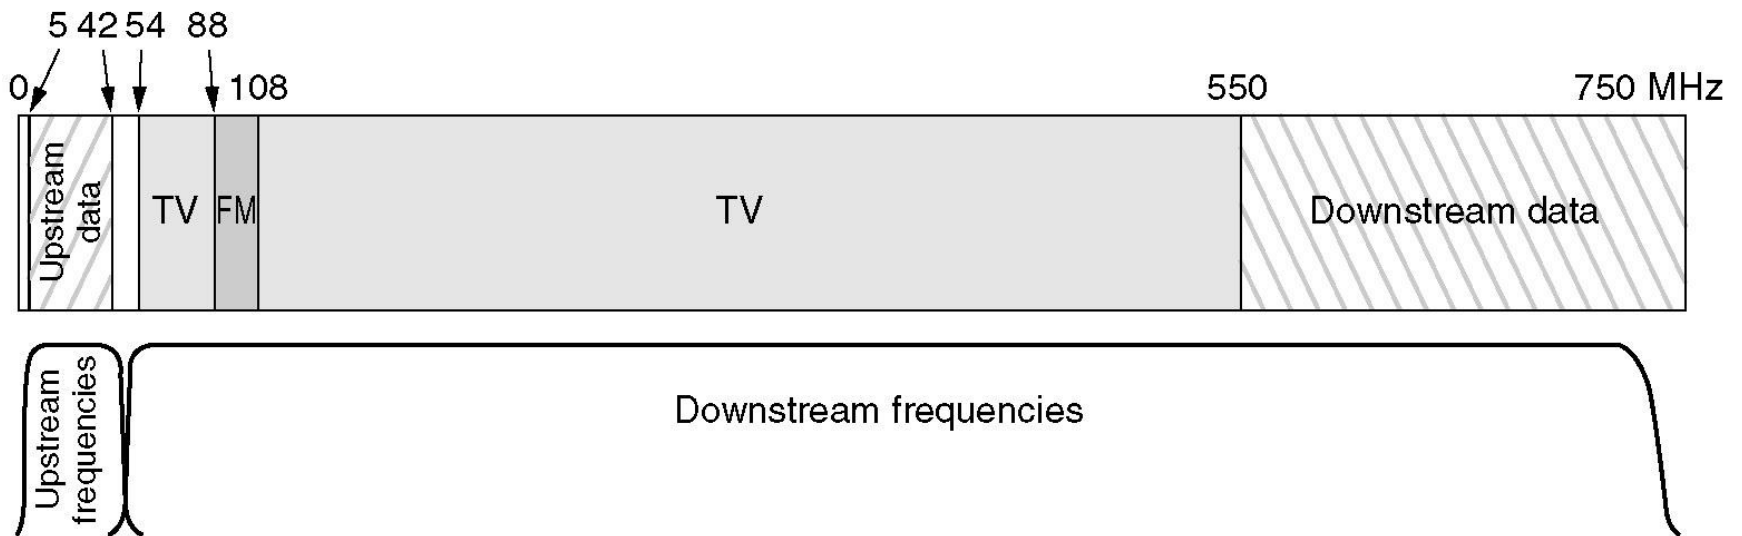 5 42 54 88
0 108 550 750 MHz
Upstream
data
TV FM TV Downstream data
Upstream
frequencies
Downstream frequencies